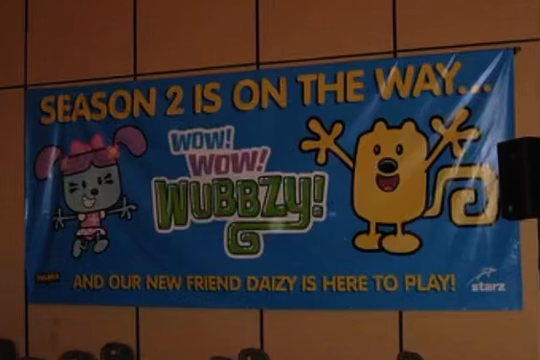 SEASON 2 IS ON THE WAY...
WOW!
WOW!
WUBBZY!
AND OUR NEW FRIEND DAIZY IS HERE TO PLAY!
starz